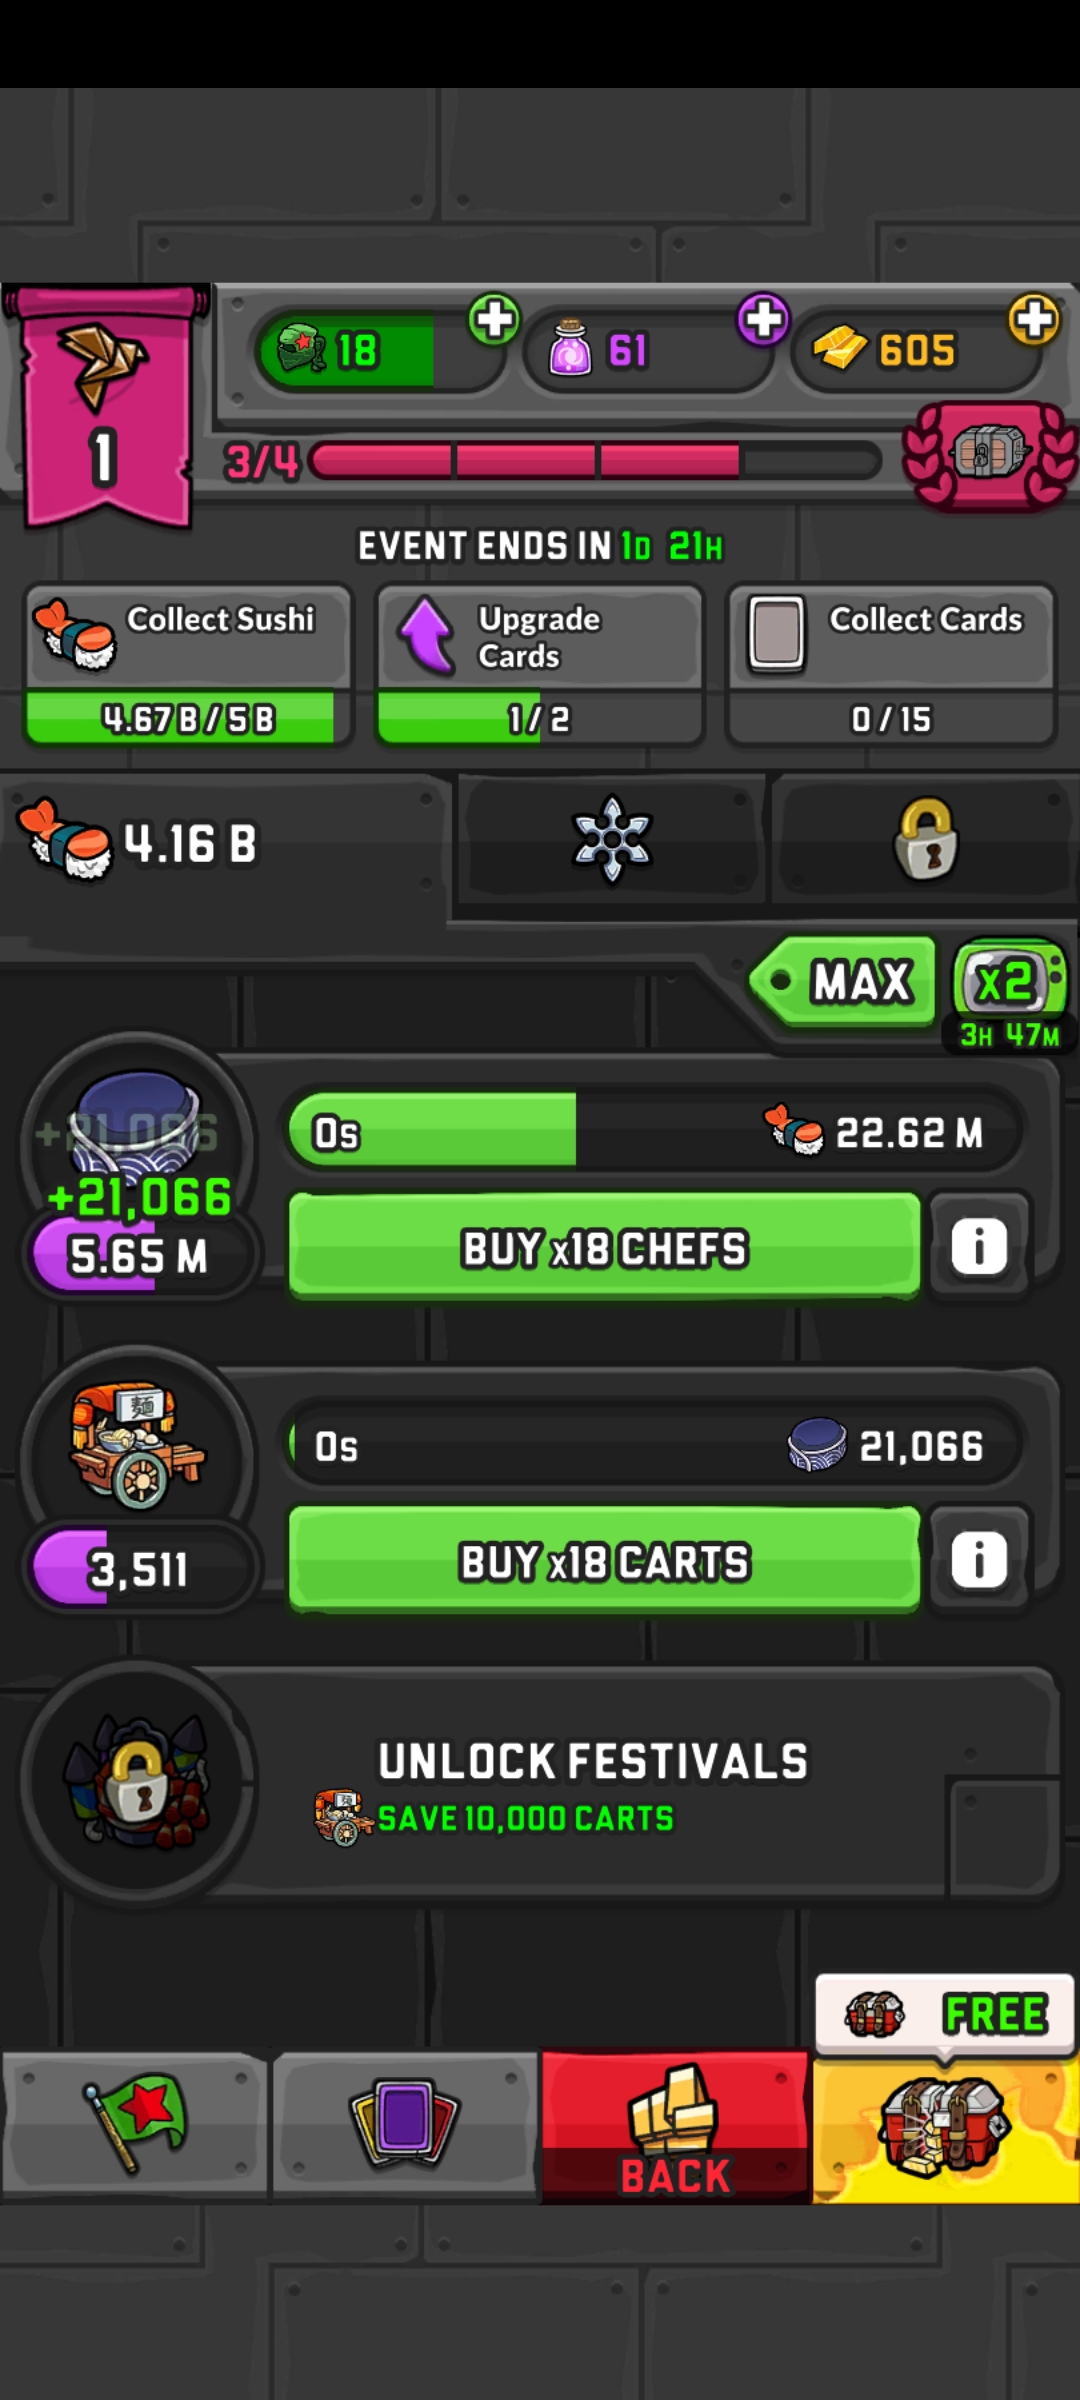 18
61
605
1
3/4
EVENT ENDS IN 1D 21H
Collect Sushi
4.67 B / 5 B
Upgrade
Cards
1 / 2
Collect Cards
0 / 15
4.16 B
MAX
x2
3H 47M
+21,066
+21,066
5.65 M
0s
22.62 M
BUY x18 CHEFS
i
麺
3,511
0s
21,066
BUY x18 CARTS
i
UNLOCK FESTIVALS
SAVE 10,000 CARTS
FREE
BACK